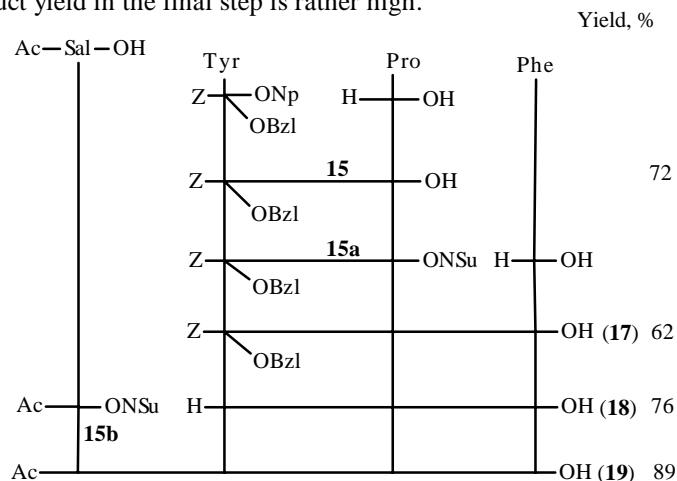 duct yield in the final step is rather high.
Yield, %
Ac—Sal—OH
Tyr Pro Phe
Z ONp H OH
OBzl
15
Z OH 72
OBzl
15a
Z ONSu H OH
OBzl
Z OH (17) 62
OBzl
Ac ONSu H OH (18) 76
15b
Ac OH (19) 89